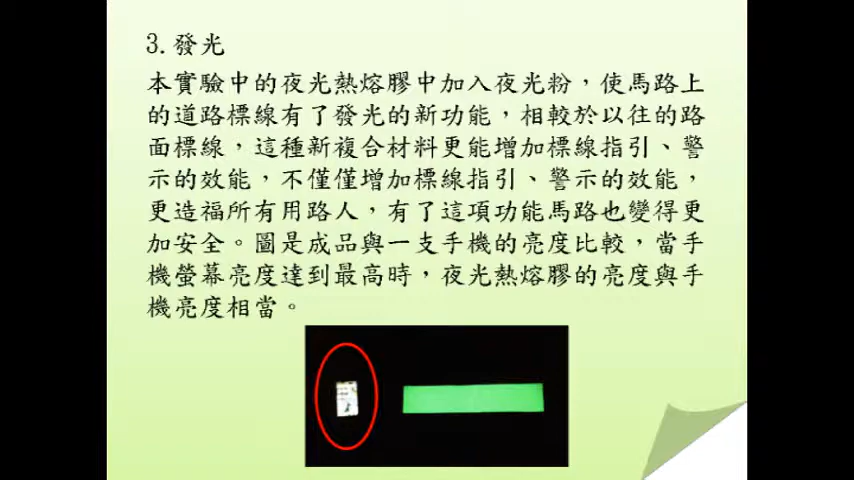 3.發光
本實驗中的夜光熱熔膠中加入夜光粉，使馬路上
的道路標線有了發光的新功能，相較於以往的路
面標線，這種新複合材料更能增加標線指引、警
示的效能，不僅僅增加標線指引、警示的效能，
更造福所有用路人，有了這項功能馬路也變得更
加安全。圖是成品與一支手機的亮度比較，當手
機螢幕亮度達到最高時，夜光熱熔膠的亮度與手
機亮度相當。